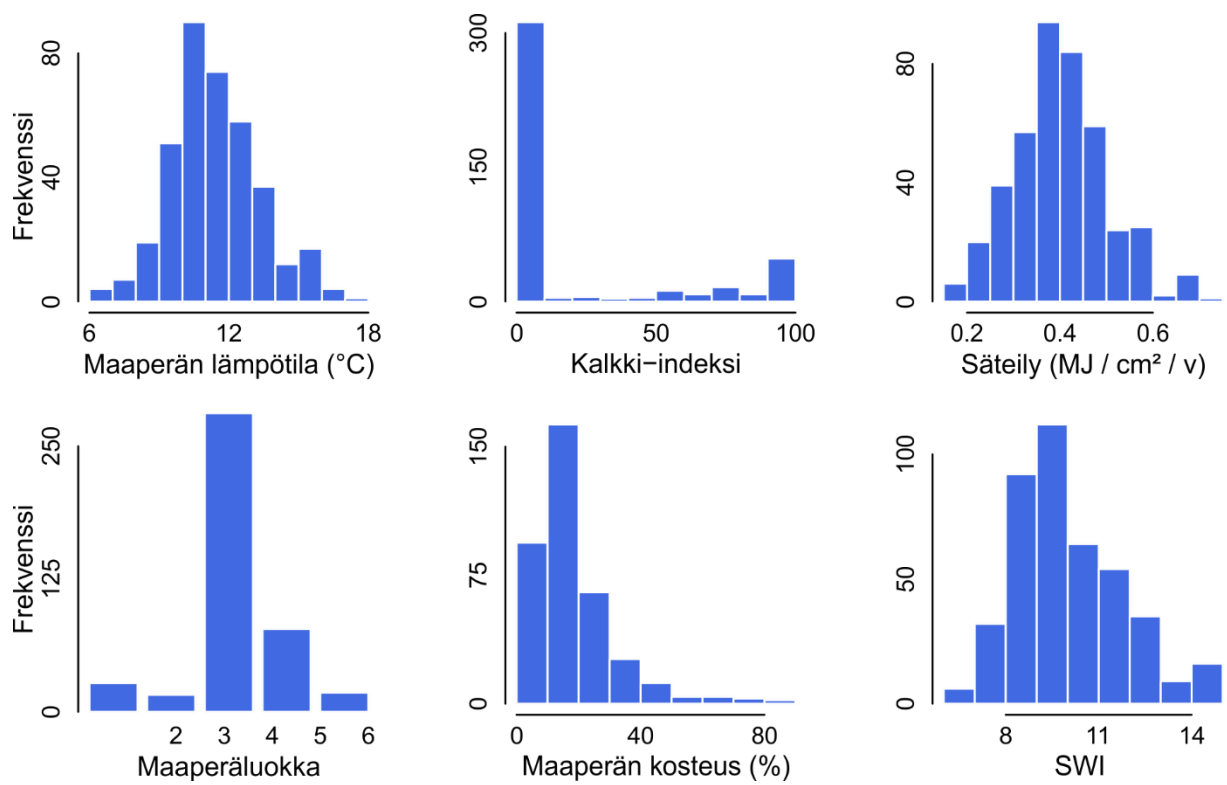 Frekvenssi
0 40 80
6 12 18
Maaperän lämpötila (°C)
0 150 300
0 50 100
Kalkki−indeksi
0 40 80
0.2 0.4 0.6
Säteily (MJ / cm² / v)
Frekvenssi
0 125 250
2 3 4 5 6
Maaperäluokka
0 75 150
0 40 80
Maaperän kosteus (%)
0 50 100
8 11 14
SWI